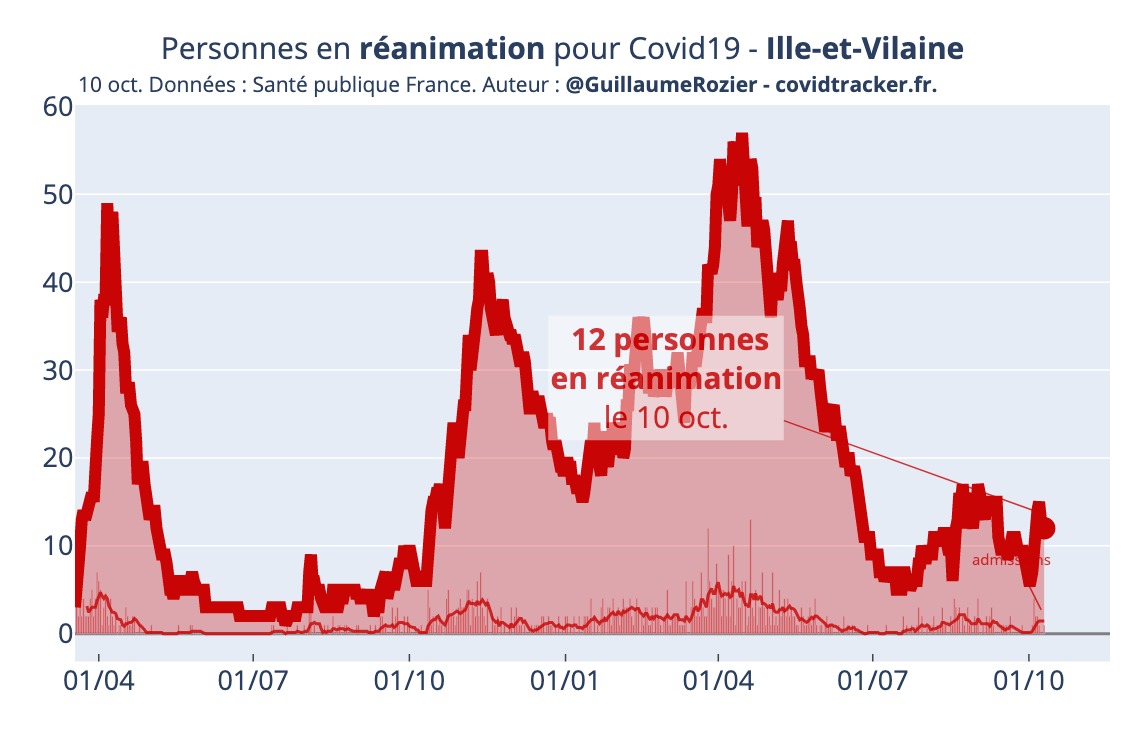 Personnes en réanimation pour Covid19 - Ille-et-Vilaine
10 oct. Données : Santé publique France. Auteur : @GuillaumeRozier - covidtracker.fr.
60
50
40
30
20
10
0
12 personnes
en réanimation
le 10 oct.
admissions
01/04 01/07 01/10 01/01 01/04 01/07 01/10